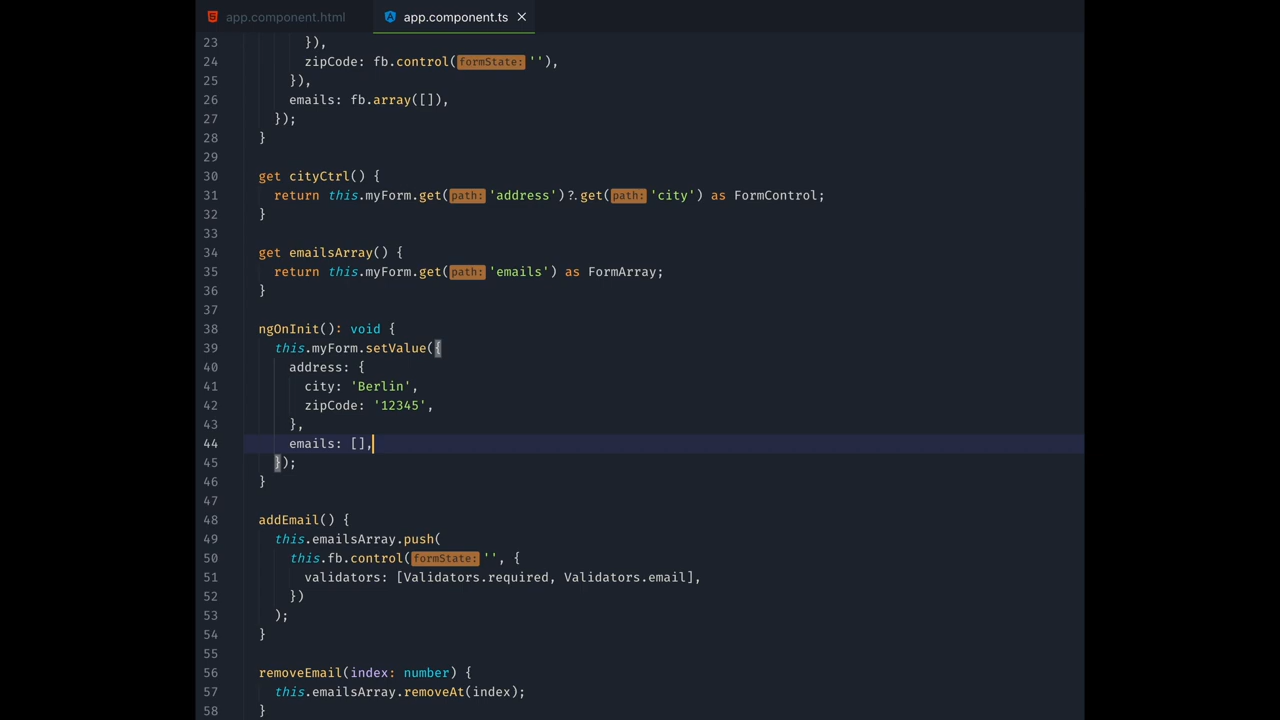 app.component.html
app.component.ts
23 }),
24 zipCode: fb.control(formState: ''),
25 }),
26 emails: fb.array([]),
27 });
28 }
29
30 get cityCtrl() {
31 return this.myForm.get(path: 'address')?.get(path: 'city') as FormControl;
32 }
33
34 get emailsArray() {
35 return this.myForm.get(path: 'emails') as FormArray;
36 }
37
38 ngOnInit(): void {
39 this.myForm.setValue({
40 address: {
41 city: 'Berlin',
42 zipCode: '12345',
43 },
44 emails: [],
45 });
46 }
47
48 addEmail() {
49 this.emailsArray.push(
50 this.fb.control(formState: '', {
51 validators: [Validators.required, Validators.email],
52 })
53 );
54 }
55
56 removeEmail(index: number) {
57 this.emailsArray.removeAt(index);
58 }